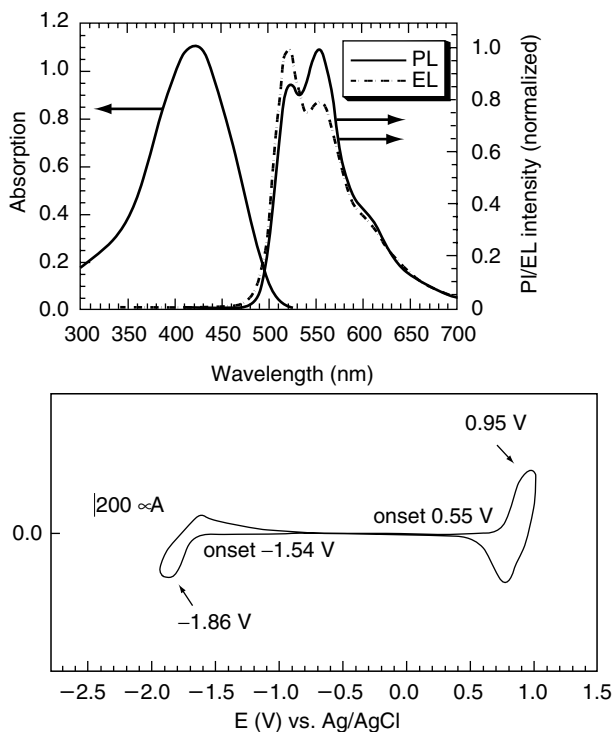 1.2
1.0
0.8
0.6
0.4
0.2
0.0
Absorption
PL
EL
1.0
0.8
0.6
0.4
0.2
0
PI/EL intensity (normalized)
300 350 400 450 500 550 600 650 700
Wavelength (nm)
0.95 V
200 ∝A
onset 0.55 V
0.0
onset −1.54
−1.86 V
−2.5 −2.0 −1.5 −1.0 −0.5 0.0 0.5 1.0 1.5
E (V) vs. Ag/AgCl